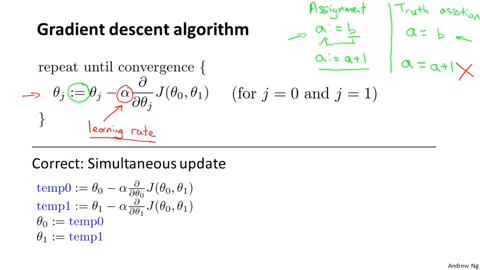 Gradient descent algorithm
Assignment
a := b
a := a+1
Truth assertion
a = b
a = a+1
repeat until convergence {
θj := θj − α ∂/∂θj J(θ0, θ1) (for j = 0 and j = 1)
}
learning rate
Correct: Simultaneous update
temp0 := θ0 − α ∂/∂θ0 J(θ0, θ1)
temp1 := θ1 − α ∂/∂θ1 J(θ0, θ1)
θ0 := temp0
θ1 := temp1
Andrew Ng